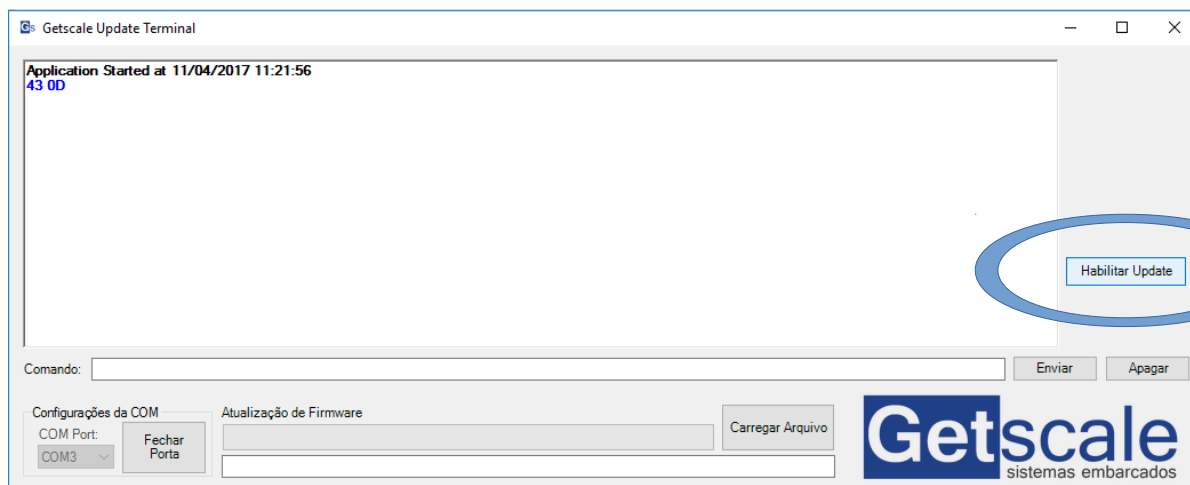 Gs Getscale Update Terminal
Application Started at 11/04/2017 11:21:56
43 0D
Habilitar Update
Comando:
Enviar
Apagar
Configurações da COM
COM Port:
COM3
Fechar
Porta
Atualização de Firmware
Carregar Arquivo
Getscale
sistemas embarcados